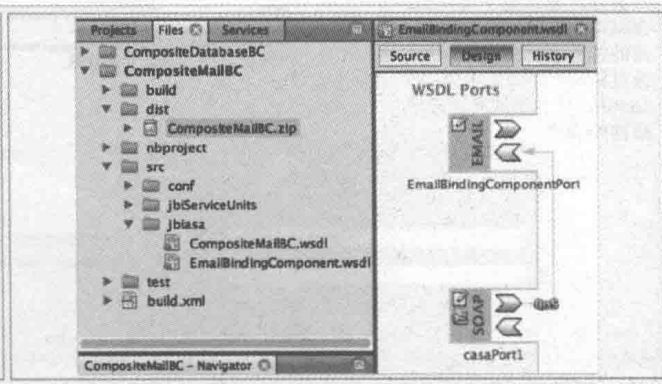 Projects Files Services
CompositeDatabaseBC
CompositeMailBC
build
dist
CompositeMailBC.zip
nbproject
src
conf
jbiServiceUnits
jbiasa
CompositeMailBC.wsdl
EmailBindingComponent.wsdl
test
build.xml
CompositeMailBC - Navigator
EmailBindingComponent.wsdl
Source Design History
WSDL Ports
EMAIL
EmailBindingComponentPort
SOAP
casaPort1